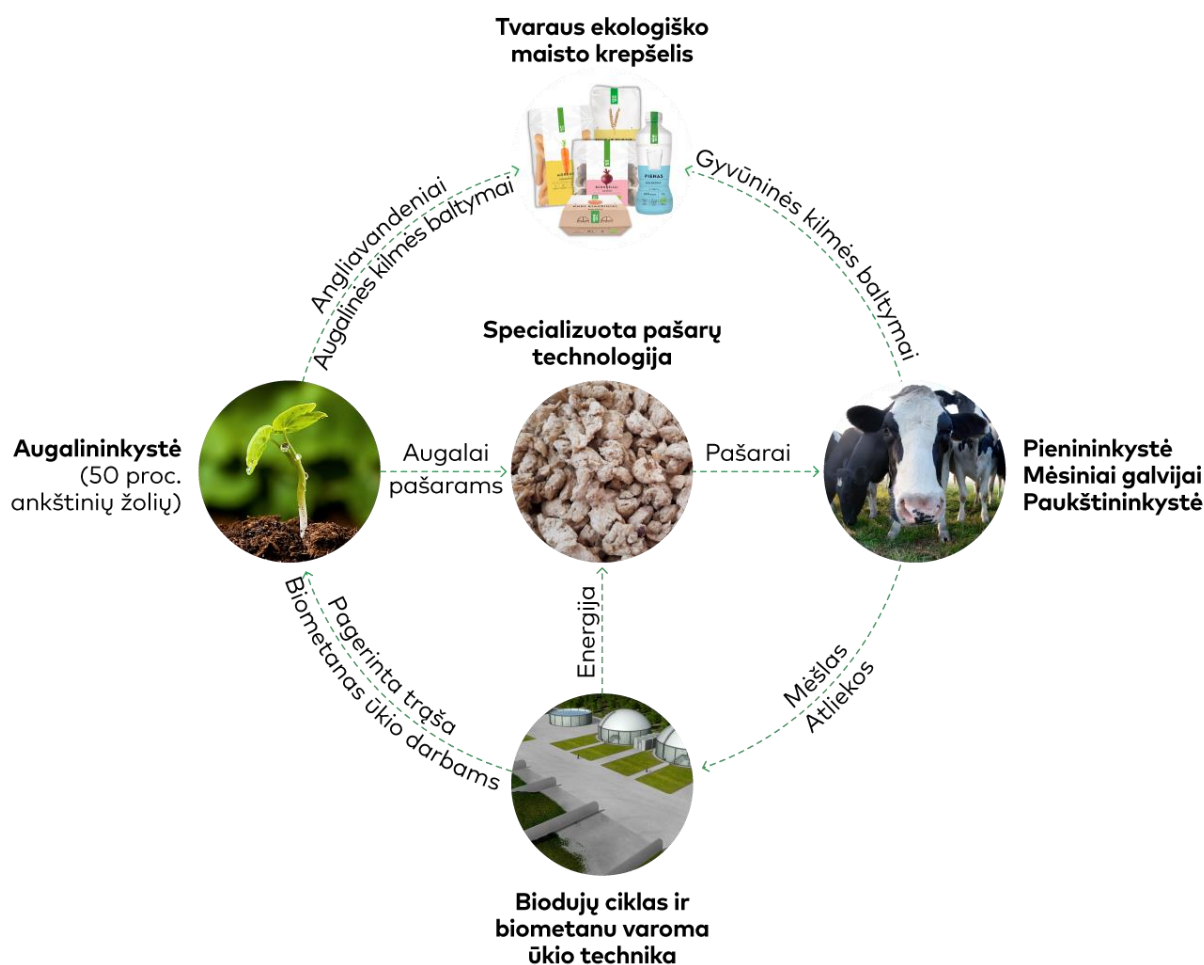 Tvaraus ekologiško
maisto krepšelis
PIENAS
Angliavandeniai
Augalinės kilmės baltymai
Gyvūninės kilmės baltymai
Specializuota pašarų
technologija
Augalininkystė
(50 proc.
ankštinių žolių)
Augalai
pašarams
Pašarai
Pienininkystė
Mėsiniai galvijai
Paukštininkystė
Pagerinta trąša
Biometanas ūkio darbams
Energija
Mėšlas
Atliekos
Biodujų ciklas ir
biometanu varoma
ūkio technika